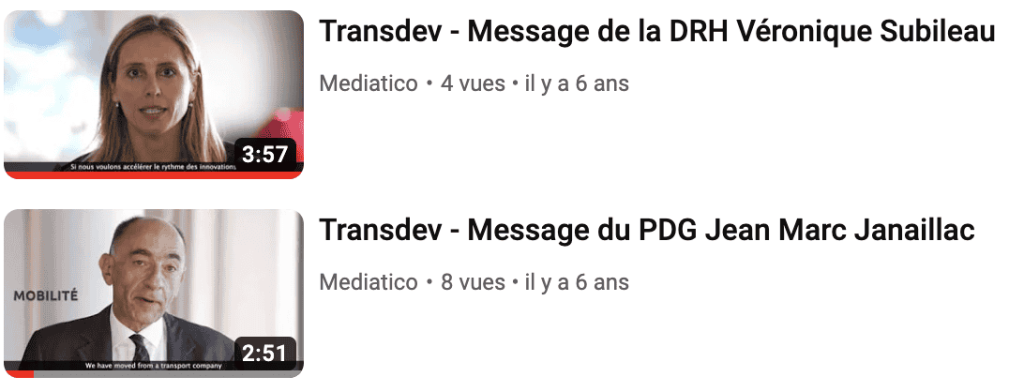 Transdev - Message de la DRH Véronique Subileau
Mediatico • 4 vues • il y a 6 ans
Si nous voulons accélérer le rythme des innovations
3:57
Transdev - Message du PDG Jean Marc Janaillac
Mediatico • 8 vues • il y a 6 ans
MOBILITÉ
We have moved from a transport company
2:51